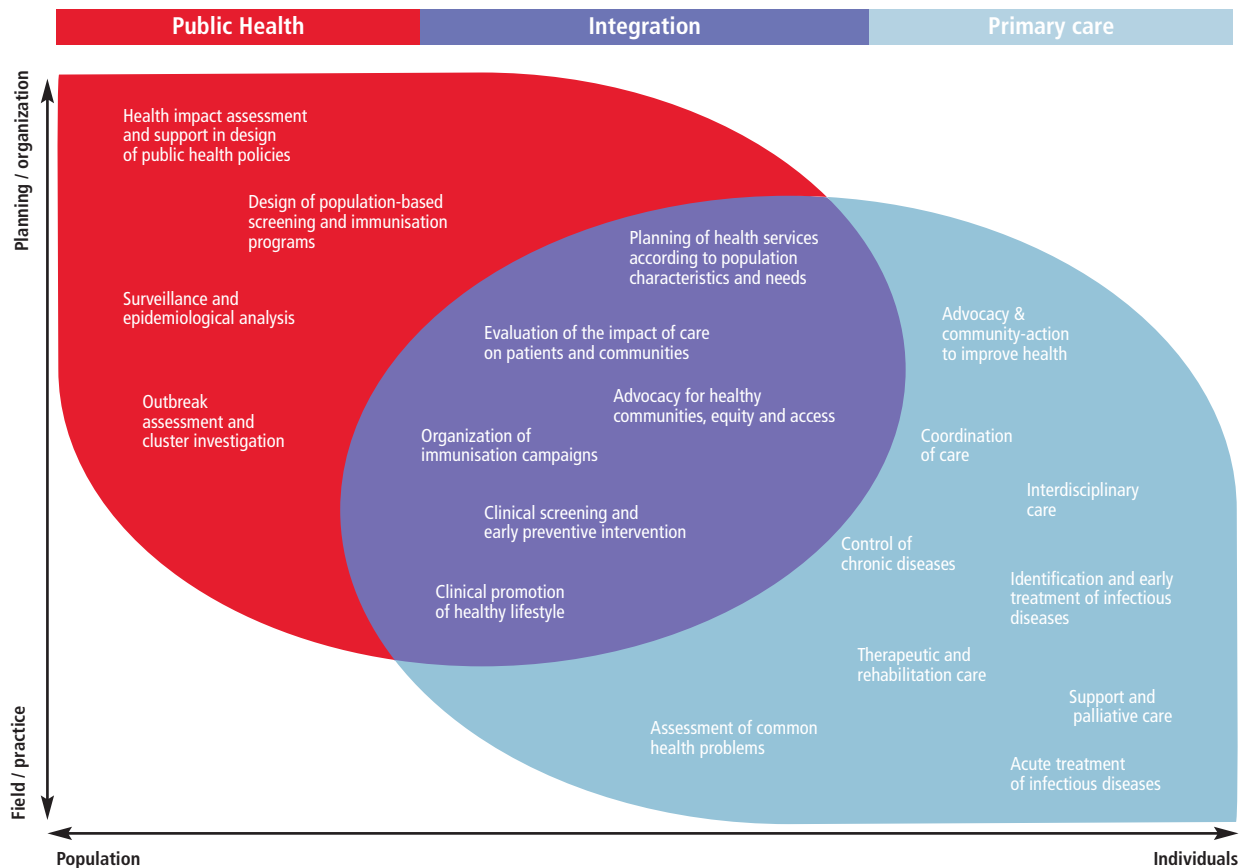 Public Health
Integration
Primary care
Planning / organization
Field / practice
Health impact assessment
and support in design
of public health policies
Design of population-based
screening and immunisation
programs
Surveillance and
epidemiological analysis
Outbreak
assessment and
cluster investigation
Planning of health services
according to population
characteristics and needs
Evaluation of the impact of care
on patients and communities
Advocacy for healthy
communities, equity and access
Organization of
immunisation campaigns
Clinical screening and
early preventive intervention
Clinical promotion
of healthy lifestyle
Advocacy &
community-action
to improve health
Coordination
of care
Interdisciplinary
care
Control of
chronic diseases
Identification and early
treatment of infectious
diseases
Therapeutic and
rehabilitation care
Support and
palliative care
Assessment of common
health problems
Acute treatment
of infectious diseases
Population
Individuals